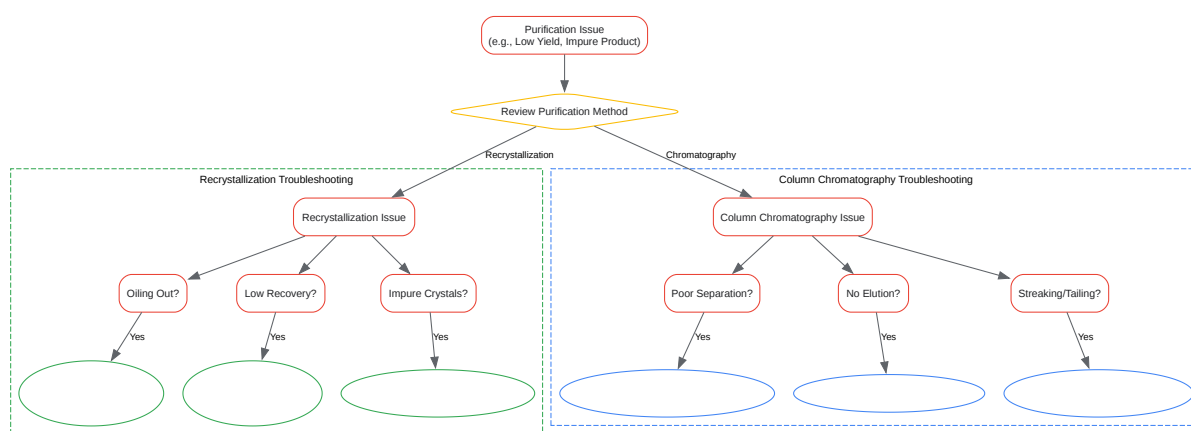 Purification Issue
(e.g., Low Yield, Impure Product)
Review Purification Method
Recrystallization
Chromatography
Recrystallization Troubleshooting
Column Chromatography Troubleshooting
Recrystallization Issue
Column Chromatography Issue
Oiling Out?
Low Recovery?
Impure Crystals?
Poor Separation?
No Elution?
Streaking/Tailing?
Yes
Yes
Yes
Yes
Yes
Yes